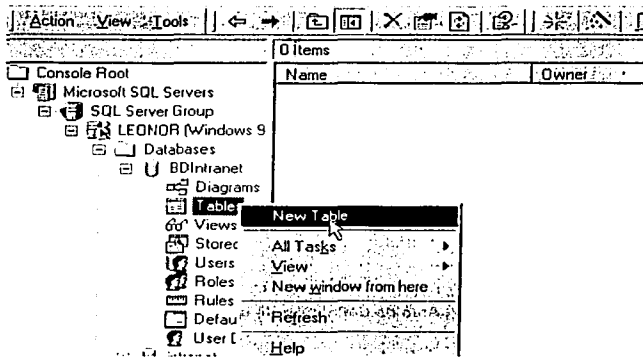 Action View Tools
0 Items
Console Root
Name Owner
Microsoft SQL Servers
SQL Server Group
LEONOR (Windows 9
Databases
BDIntranet
Diagrams
Tables
Views
Stored
Users
Roles
Rules
Defau
User D
New Table
All Tasks
View
New window from here
Refresh
Help